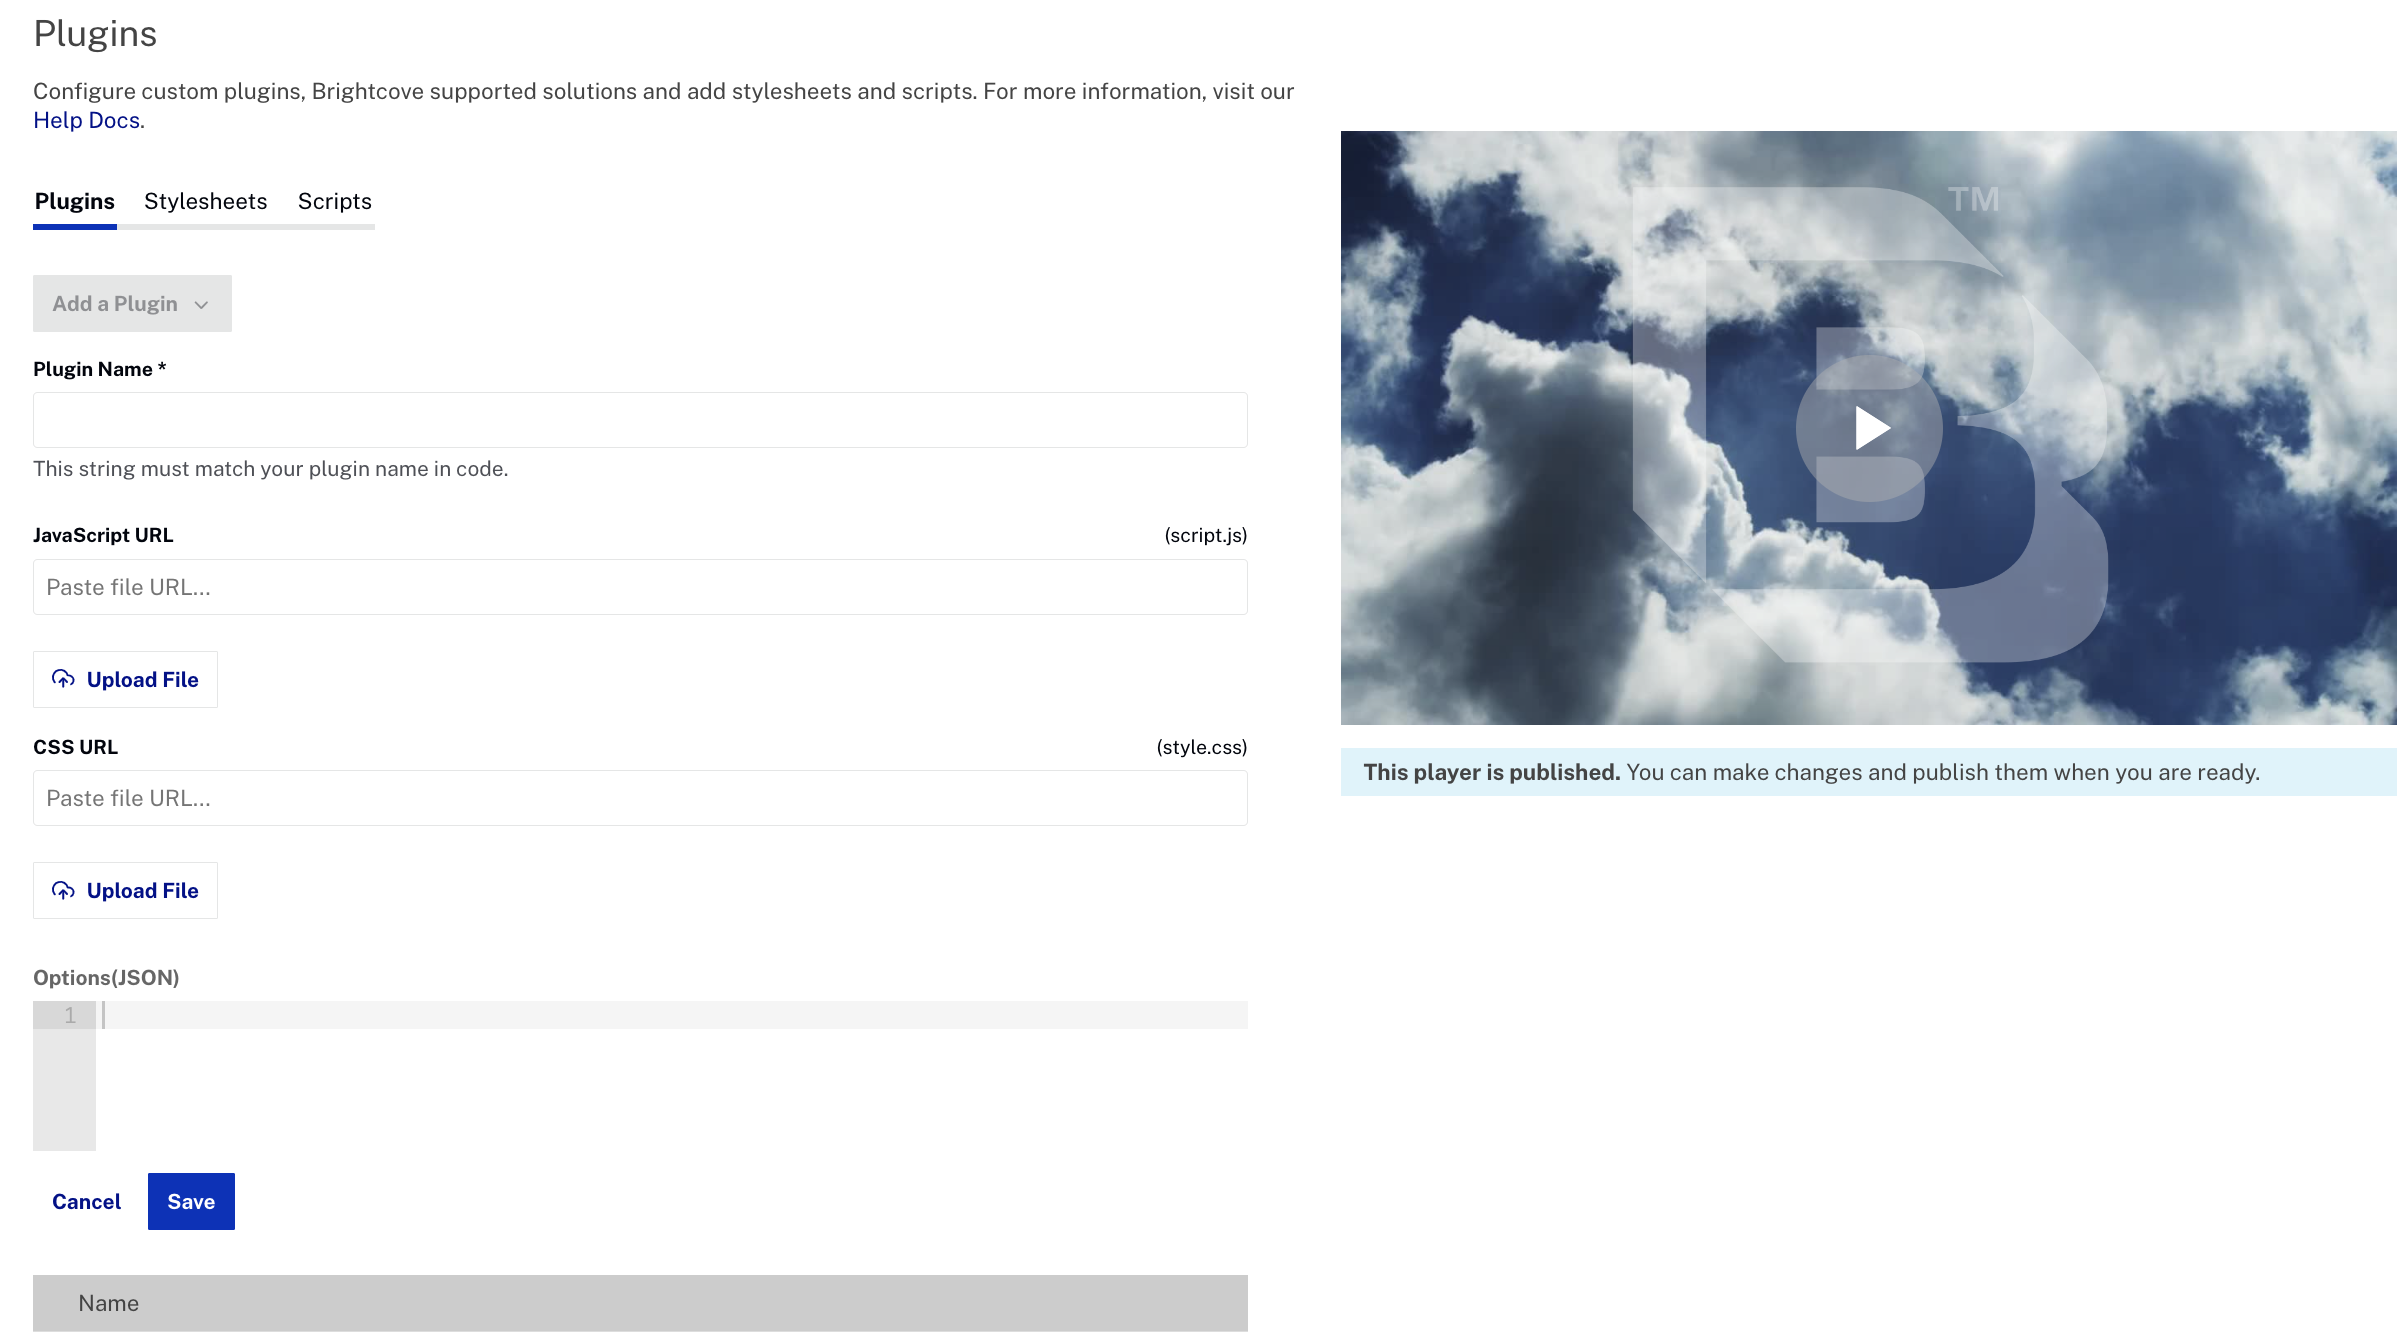 Plugins
Configure custom plugins, Brightcove supported solutions and add stylesheets and scripts. For more information, visit our
Help Docs.
Plugins Stylesheets Scripts
Add a Plugin
Plugin Name *
This string must match your plugin name in code.
JavaScript URL (script.js)
Paste file URL...
Upload File
CSS URL (style.css)
Paste file URL...
Upload File
Options(JSON)
1
Cancel Save
Name
TM
B
This player is published. You can make changes and publish them when you are ready.